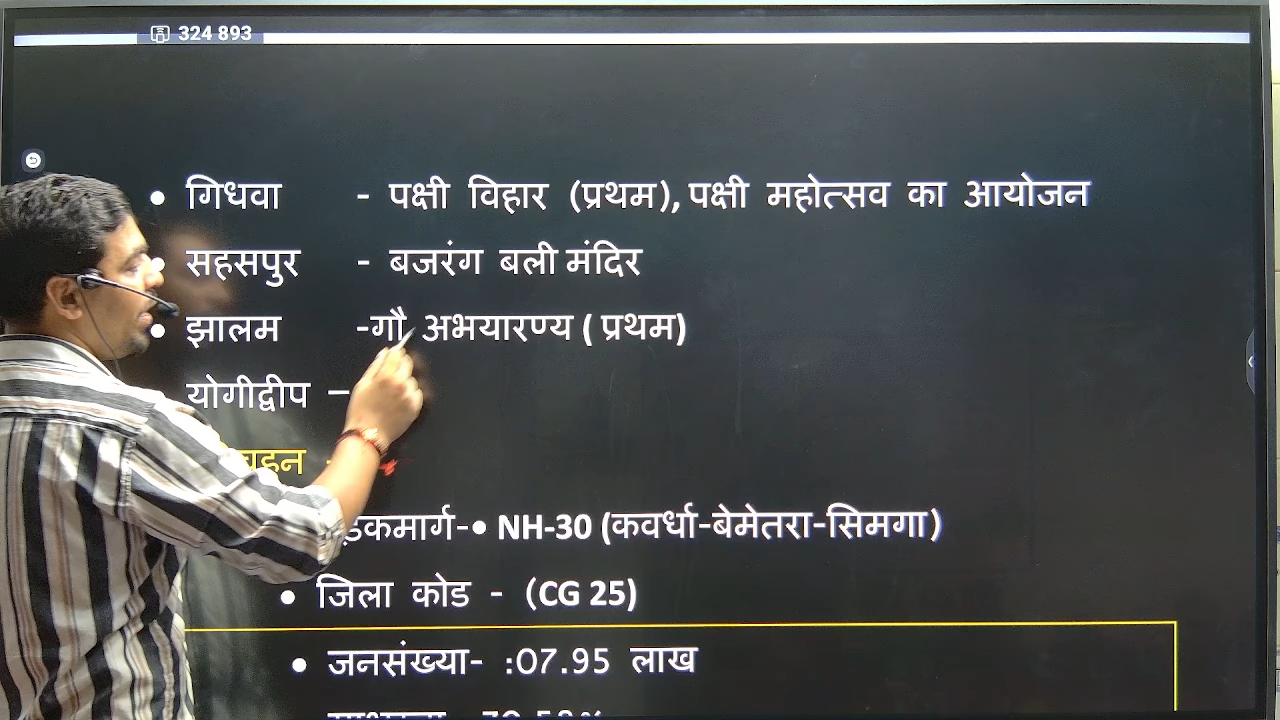 324 893
• गिधवा - पक्षी विहार (प्रथम), पक्षी महोत्सव का आयोजन
सहसपुर - बजरंग बली मंदिर
• झालम -गौ अभयारण्य ( प्रथम)
योगीद्वीप –
• NH-30 (कवर्धा-बेमेतरा-सिमगा)
• जिला कोड - (CG 25)
• जनसंख्या- :07.95 लाख